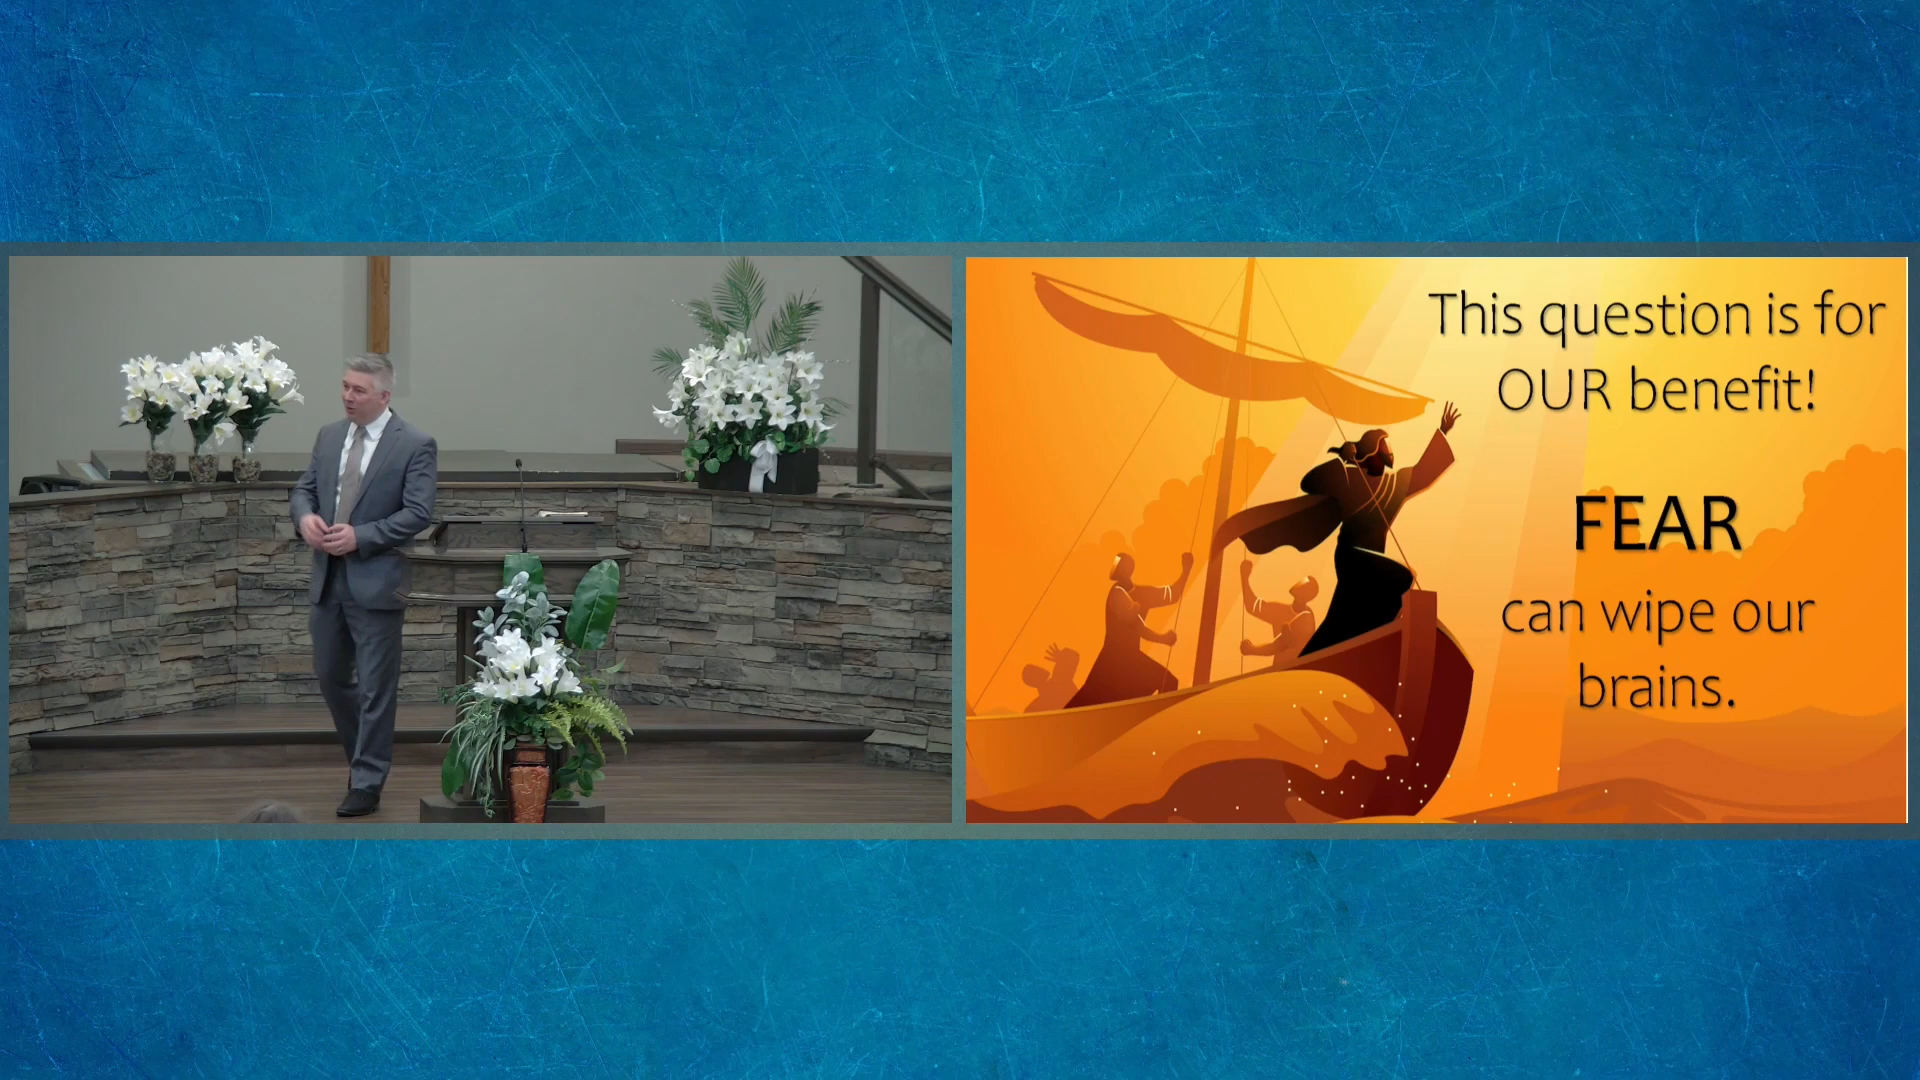 This question is for
OUR benefit!
FEAR
can wipe our
brains.